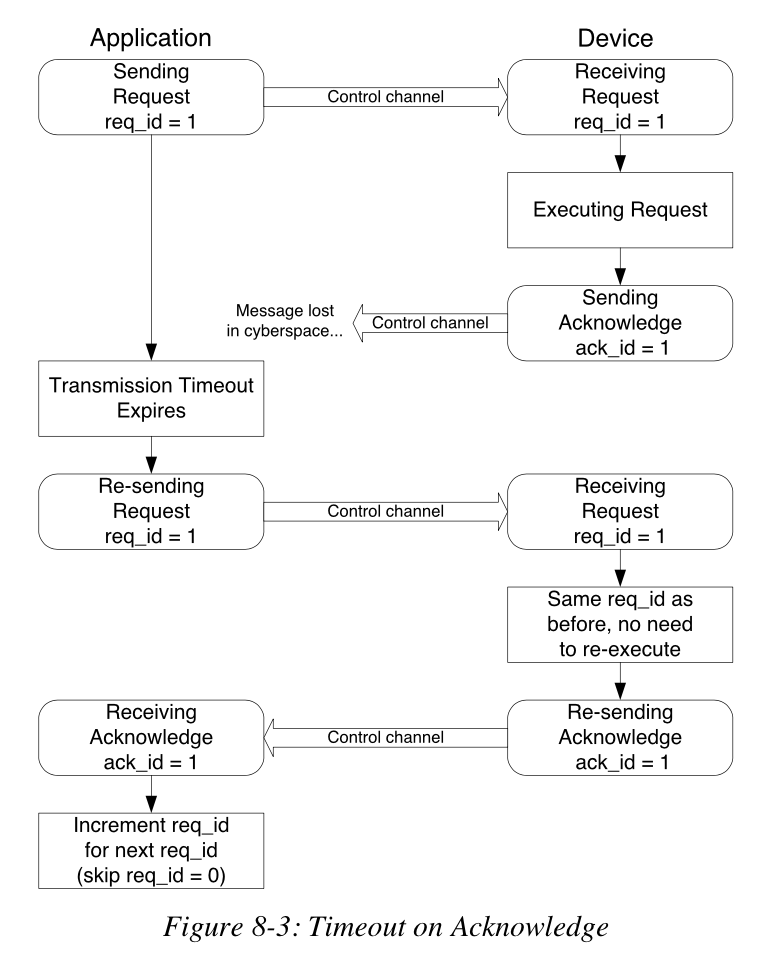 Application
Device
Sending
Request
req_id = 1
Control channel
Receiving
Request
req_id = 1
Executing Request
Sending
Acknowledge
ack_id = 1
Control channel
Message lost
in cyberspace...
Transmission Timeout
Expires
Re-sending
Request
req_id = 1
Control channel
Receiving
Request
req_id = 1
Same req_id as
before, no need
to re-execute
Re-sending
Acknowledge
ack_id = 1
Control channel
Receiving
Acknowledge
ack_id = 1
Increment req_id
for next req_id
(skip req_id = 0)
Figure 8-3: Timeout on Acknowledge